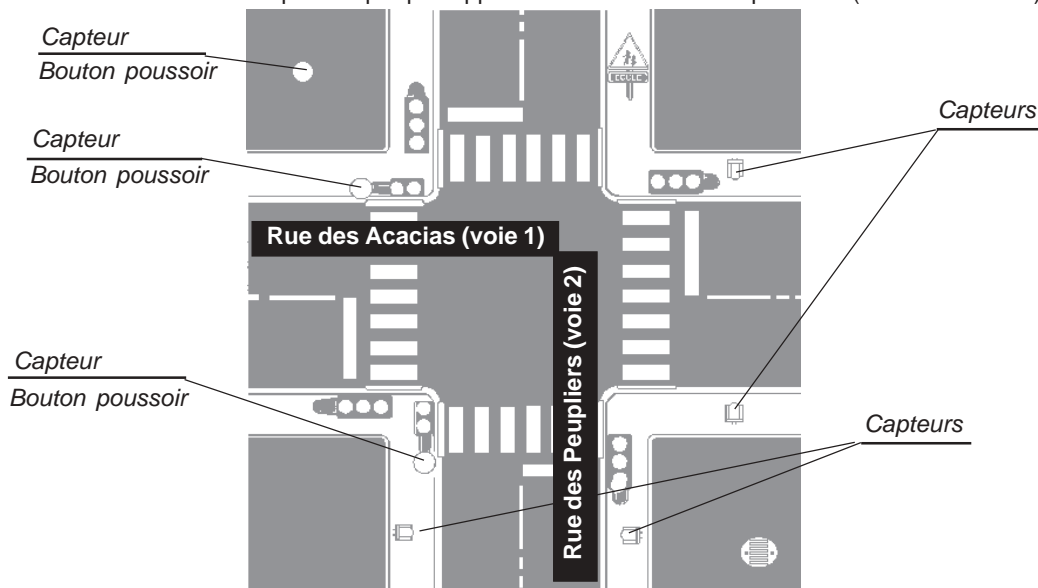 Capteur
Bouton poussoir
ECOLE
Capteur
Bouton poussoir
Capteurs
Rue des Acacias (voie 1)
Rue des Peupliers (voie 2)
Capteur
Bouton poussoir
Capteurs